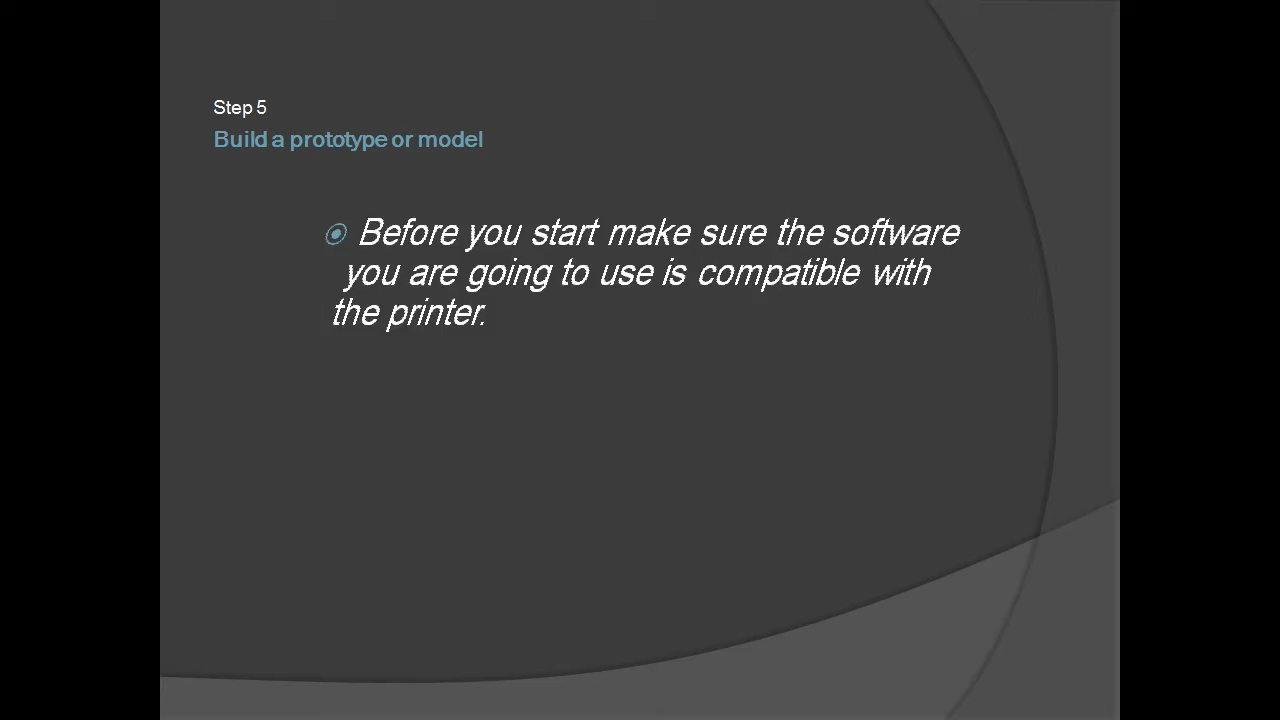 Step 5
Build a prototype or model
Before you start make sure the software
you are going to use is compatible with
the printer.